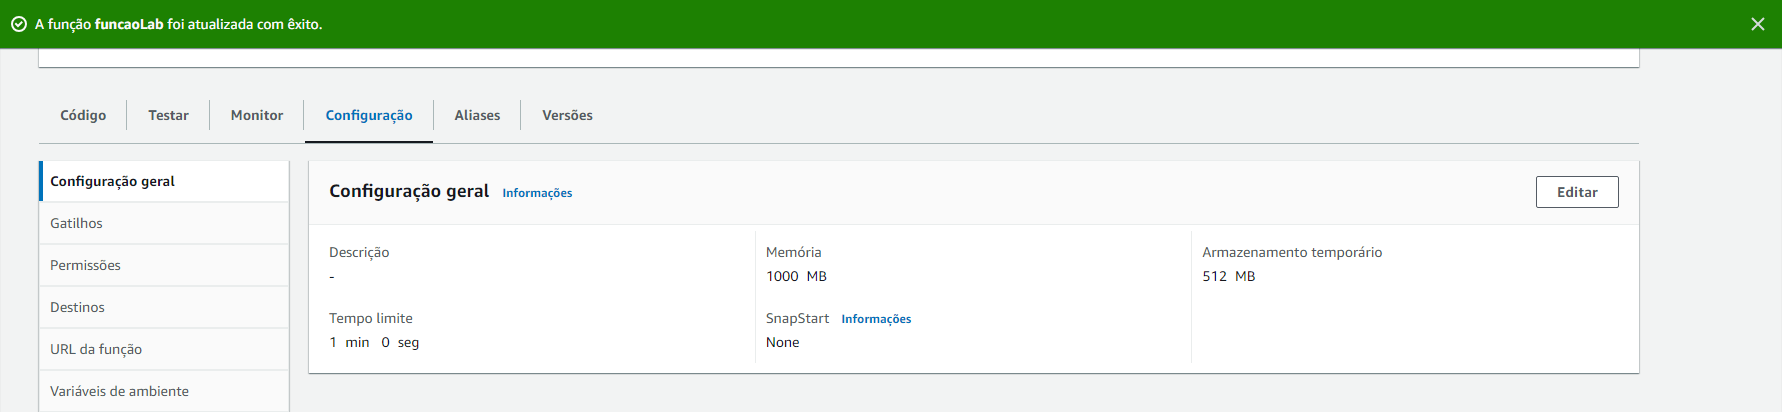 A função funcaoLab foi atualizada com êxito.
Código Testar Monitor Configuração Aliases Versões
Configuração geral
Gatilhos
Permissões
Destinos
URL da função
Variáveis de ambiente
Configuração geral Informações Editar
Descrição
-
Memória
1000 MB
Armazenamento temporário
512 MB
Tempo limite
1 min 0 seg
SnapStart Informações
None